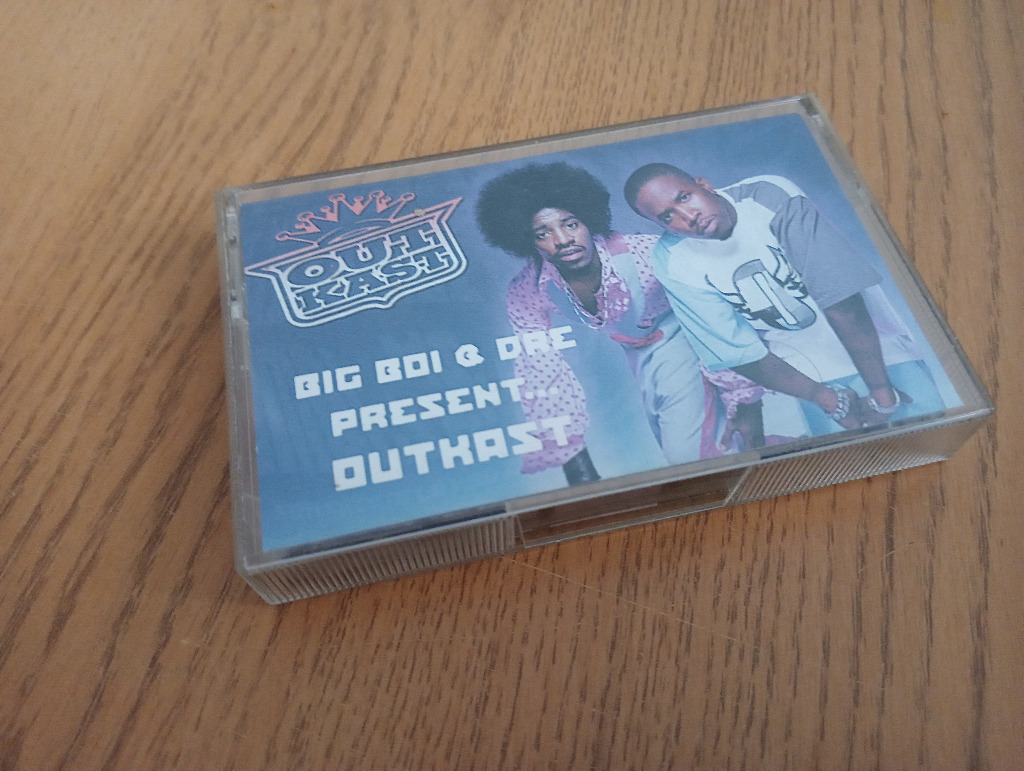 OUT
KAST
BIG BOI & DRE
PRESENT...
OUTKAST